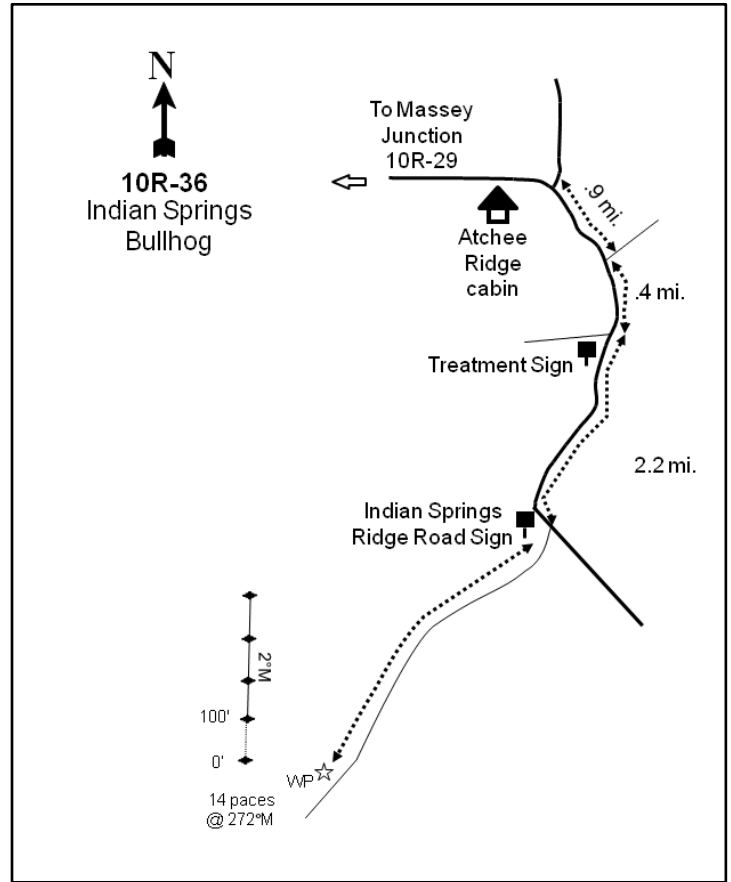 N
10R-36
Indian Springs
Bullhog
To Massey
Junction
10R-29
Atchee
Ridge
cabin
.9 mi.
.4 mi.
Treatment Sign
2.2 mi.
Indian Springs
Ridge Road Sign
2°M
100'
0'
WP
14 paces
@ 272°M